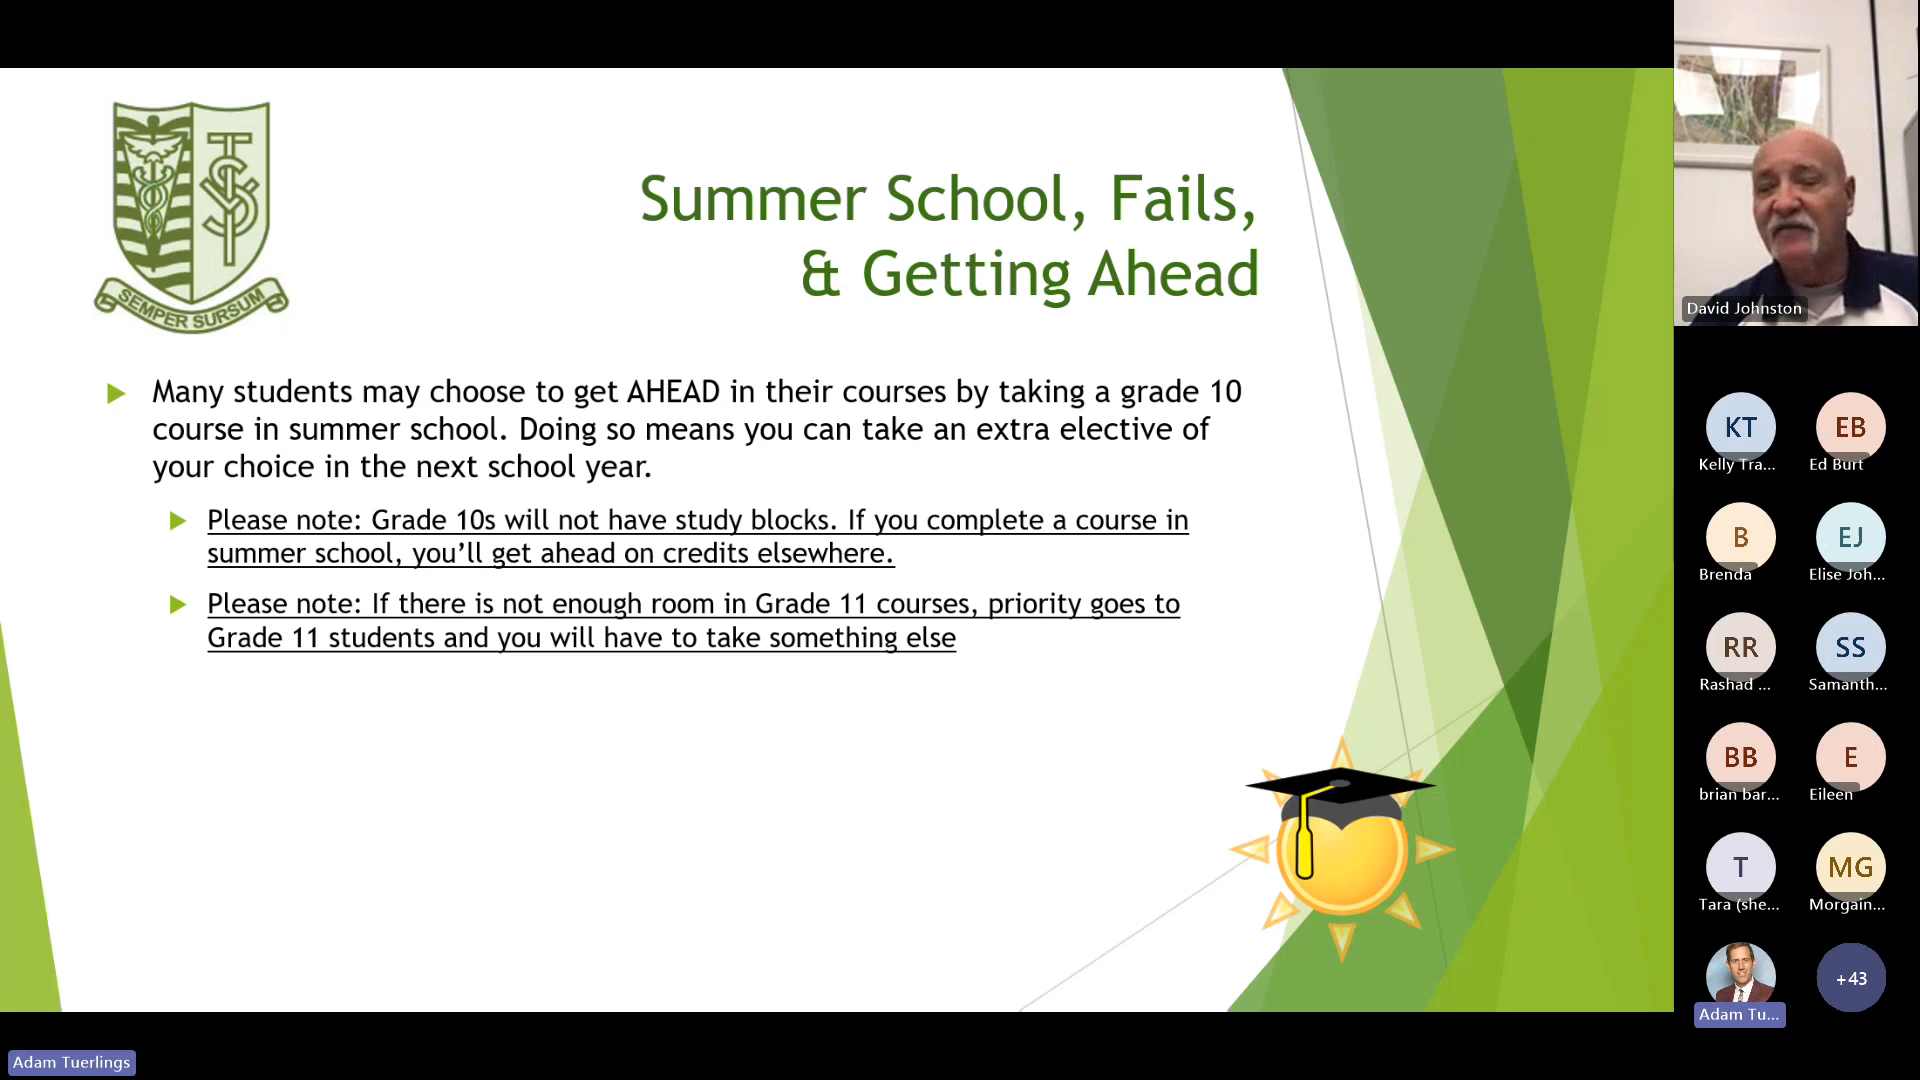 SEMPER SURSUM
Summer School, Fails,
& Getting Ahead
Many students may choose to get AHEAD in their courses by taking a grade 10
course in summer school. Doing so means you can take an extra elective of
your choice in the next school year.
Please note: Grade 10s will not have study blocks. If you complete a course in
summer school, you’ll get ahead on credits elsewhere.
Please note: If there is not enough room in Grade 11 courses, priority goes to
Grade 11 students and you will have to take something else
David Johnston
KT
Kelly Tra...
EB
Ed Burt
B
Brenda
EJ
Elise Joh...
RR
Rashad ...
SS
Samanth...
BB
brian bar...
E
Eileen
T
Tara (she...
MG
Morgain...
Adam Tu...
+43
Adam Tuerlings